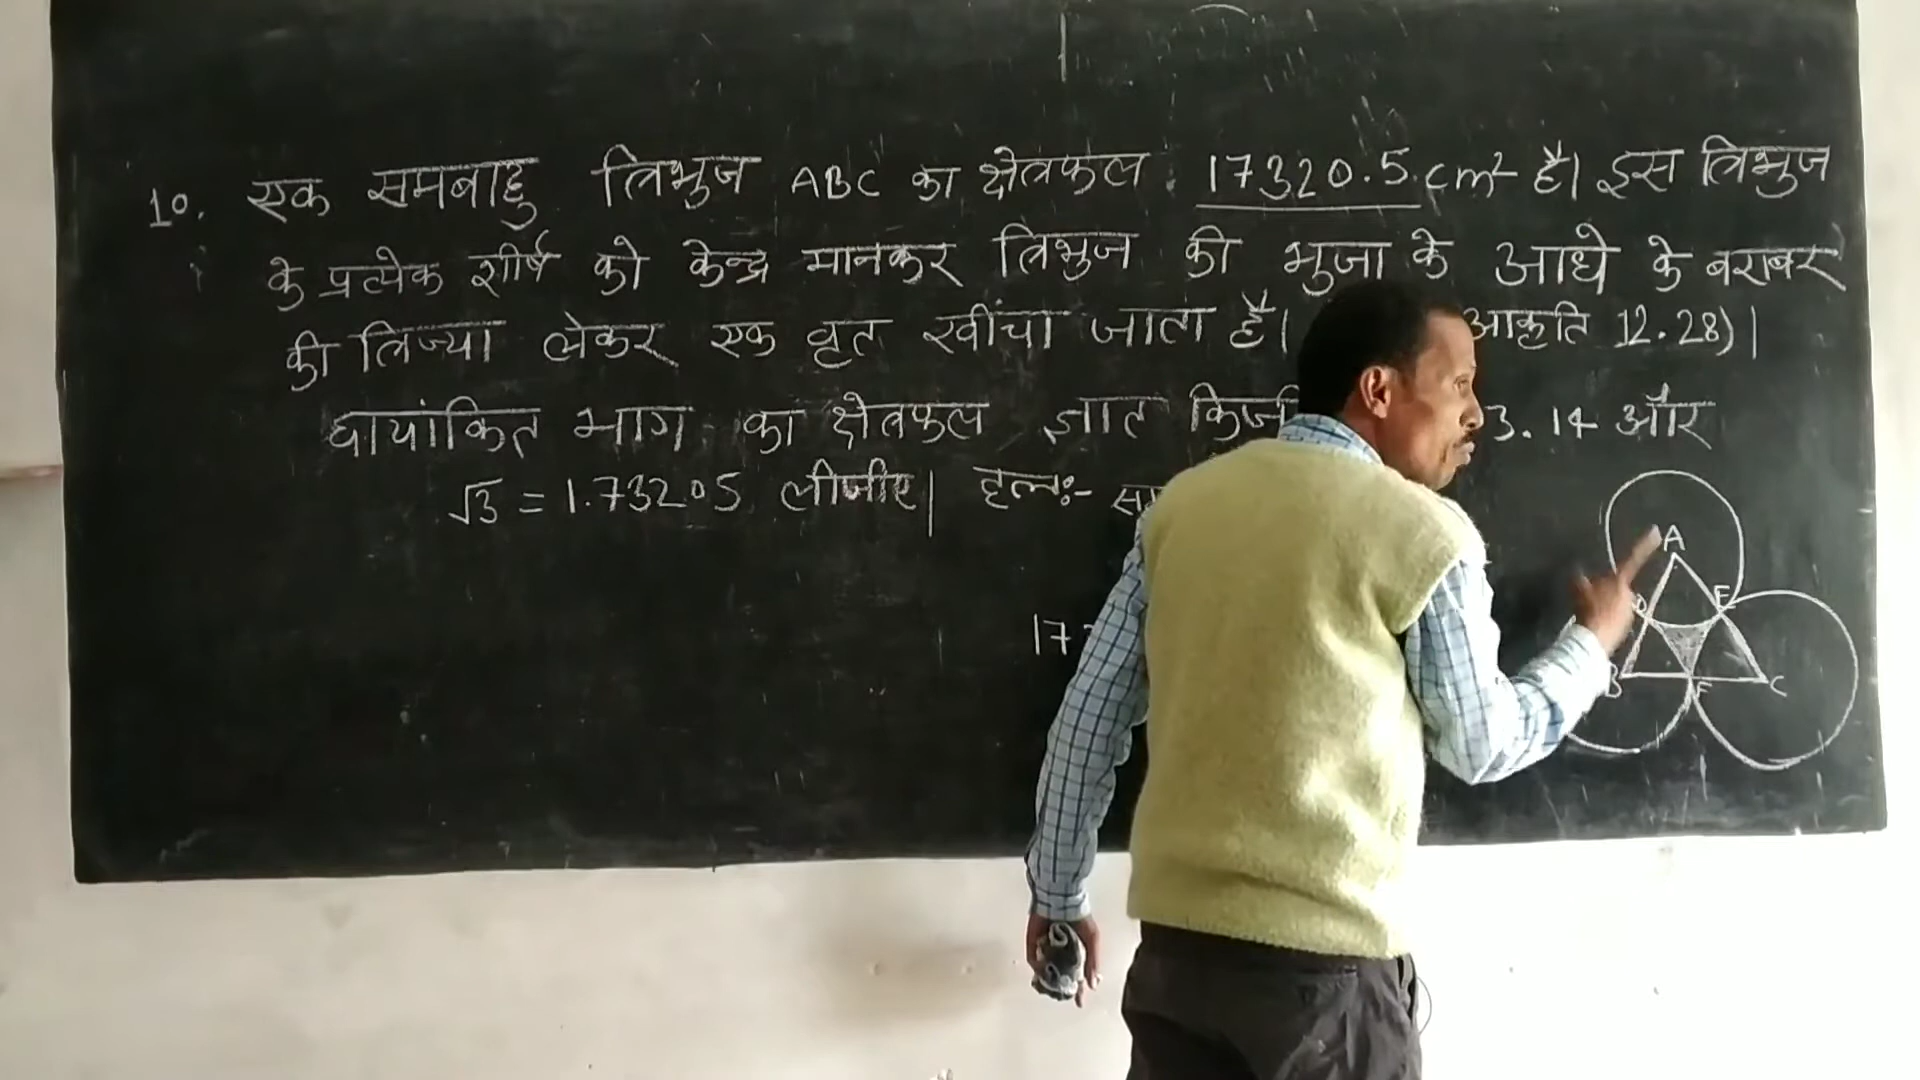 10. एक समबाहु त्रिभुज ABC का क्षेत्रफल 17320.5 cm² है। इस त्रिभुज
के प्रत्येक शीर्ष को केन्द्र मानकर त्रिभुज की भुजा के आधे के बराबर
की त्रिज्या लेकर एक वृत खींचा जाता है। आकृति 12.28)।
छायांकित भाग का क्षेत्रफल ज्ञात 3.14 और
√3 = 1.73205 लीजीए। हलः-
A
D E
B F C